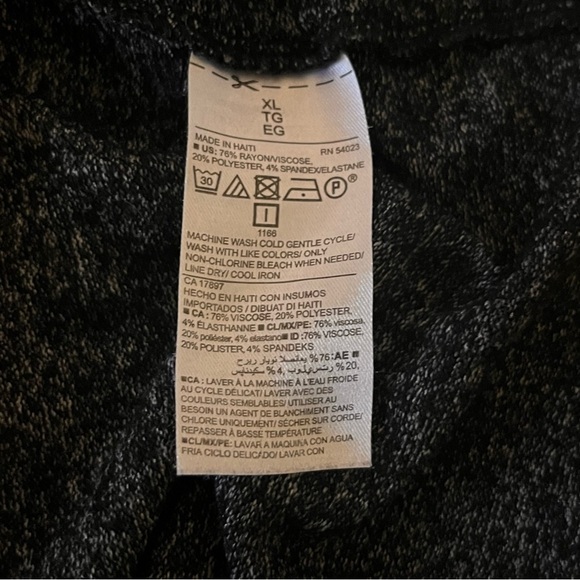 XL
TG
EG
MADE IN HAITI RN 54023
■ US: 76% RAYON/VISCOSE,
20% POLYESTER, 4% SPANDEX/ELASTANE
30 P ®
1166
MACHINE WASH COLD GENTLE CYCLE/
WASH WITH LIKE COLORS/ ONLY
NON-CHLORINE BLEACH WHEN NEEDED/
LINE DRY/ COOL IRON
CA 17897
HECHO EN HAITI CON INSUMOS
IMPORTADOS / DIBUAT DI HAITI
■ CA: 76% VISCOSE, 20% POLYESTER,
4% ÉLASTHANNE ■ CL/MX/PE: 76% viscosa,
20% poliéster, 4% elastano■ ID :76% VISCOSE,
20% POLISTER, 4% SPANDEKS
■ AE: 76%
20% 4%
■CA : LAVER À LA MACHINE À L'EAU FROIDE
AU CYCLE DÉLICAT/ LAVER AVEC DES
COULEURS SEMBLABLES/ UTILISER AU
BESOIN UN AGENT DE BLANCHIMENT SANS
CHLORE UNIQUEMENT/ SÉCHER SUR CORDE/
REPASSER À BASSE TEMPÉRATURE
■CL/MX/PE: LAVAR A MAQUINA CON AGUA
FRIA CICLO DELICADO/ LAVAR CON